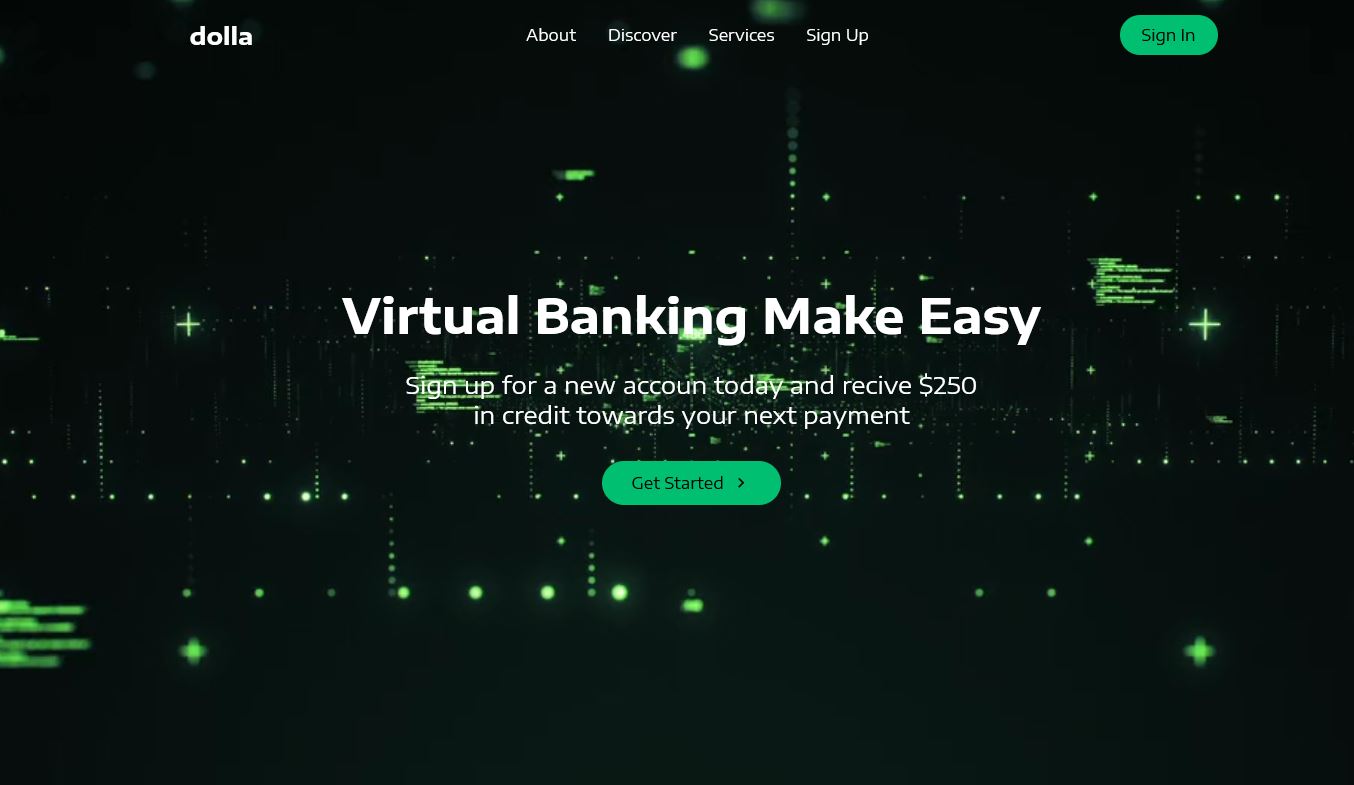 dolla
About
Discover
Services
Sign Up
Sign In
Virtual Banking Make Easy
Sign up for a new accoun today and recive $250
in credit towards your next payment
Get Started